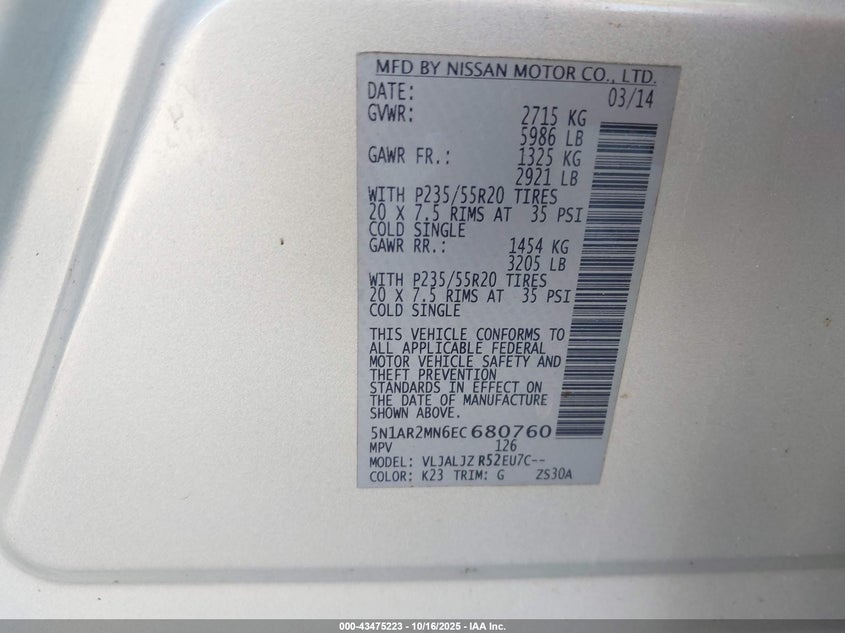 MFD BY NISSAN MOTOR CO., LTD.
DATE: 03/14
GVWR: 2715 KG
5986 LB
GAWR FR.: 1325 KG
2921 LB
WITH P235/55R20 TIRES
20 X 7.5 RIMS AT 35 PSI
COLD SINGLE
GAWR RR.: 1454 KG
3205 LB
WITH P235/55R20 TIRES
20 X 7.5 RIMS AT 35 PSI
COLD SINGLE
THIS VEHICLE CONFORMS TO
ALL APPLICABLE FEDERAL
MOTOR VEHICLE SAFETY AND
THEFT PREVENTION
STANDARDS IN EFFECT ON
THE DATE OF MANUFACTURE
SHOWN ABOVE.
5N1AR2MN6EC680760
MPV 126
MODEL: VLJALJZ R52EU7C--
COLOR: K23 TRIM: G ZS30A
000-43475223 | 10/16/2025 | IAA Inc.